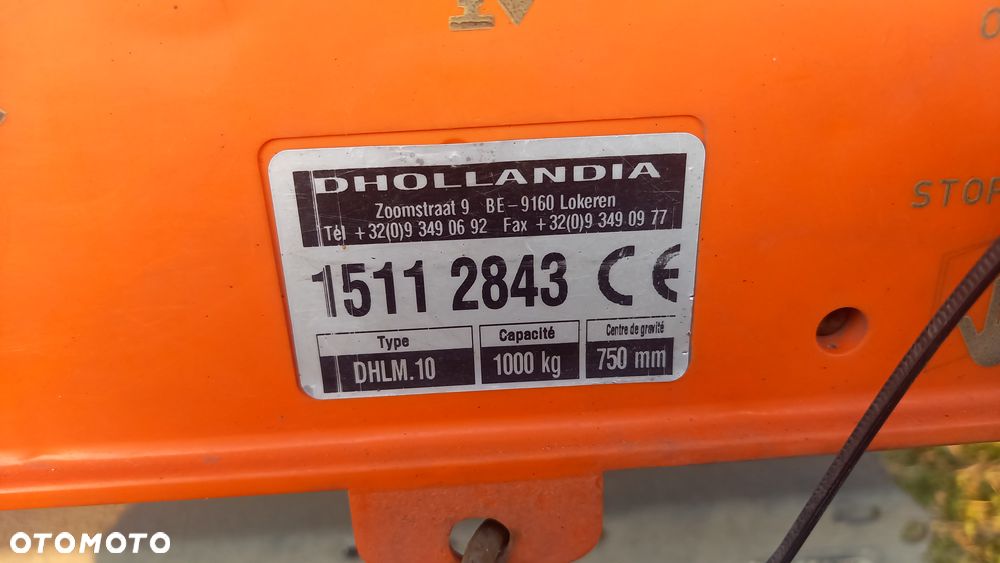 STOP
DHOLLANDIA
Zoomstraat 9 BE-9160 Lokeren
Tél +32(0)9 349 06 92 Fax +32(0)9 349 09 77
1511 2843 CE
Type
Capacité
Centre de gravité
DHLM.10
1000 kg
750 mm
OTOMOTO